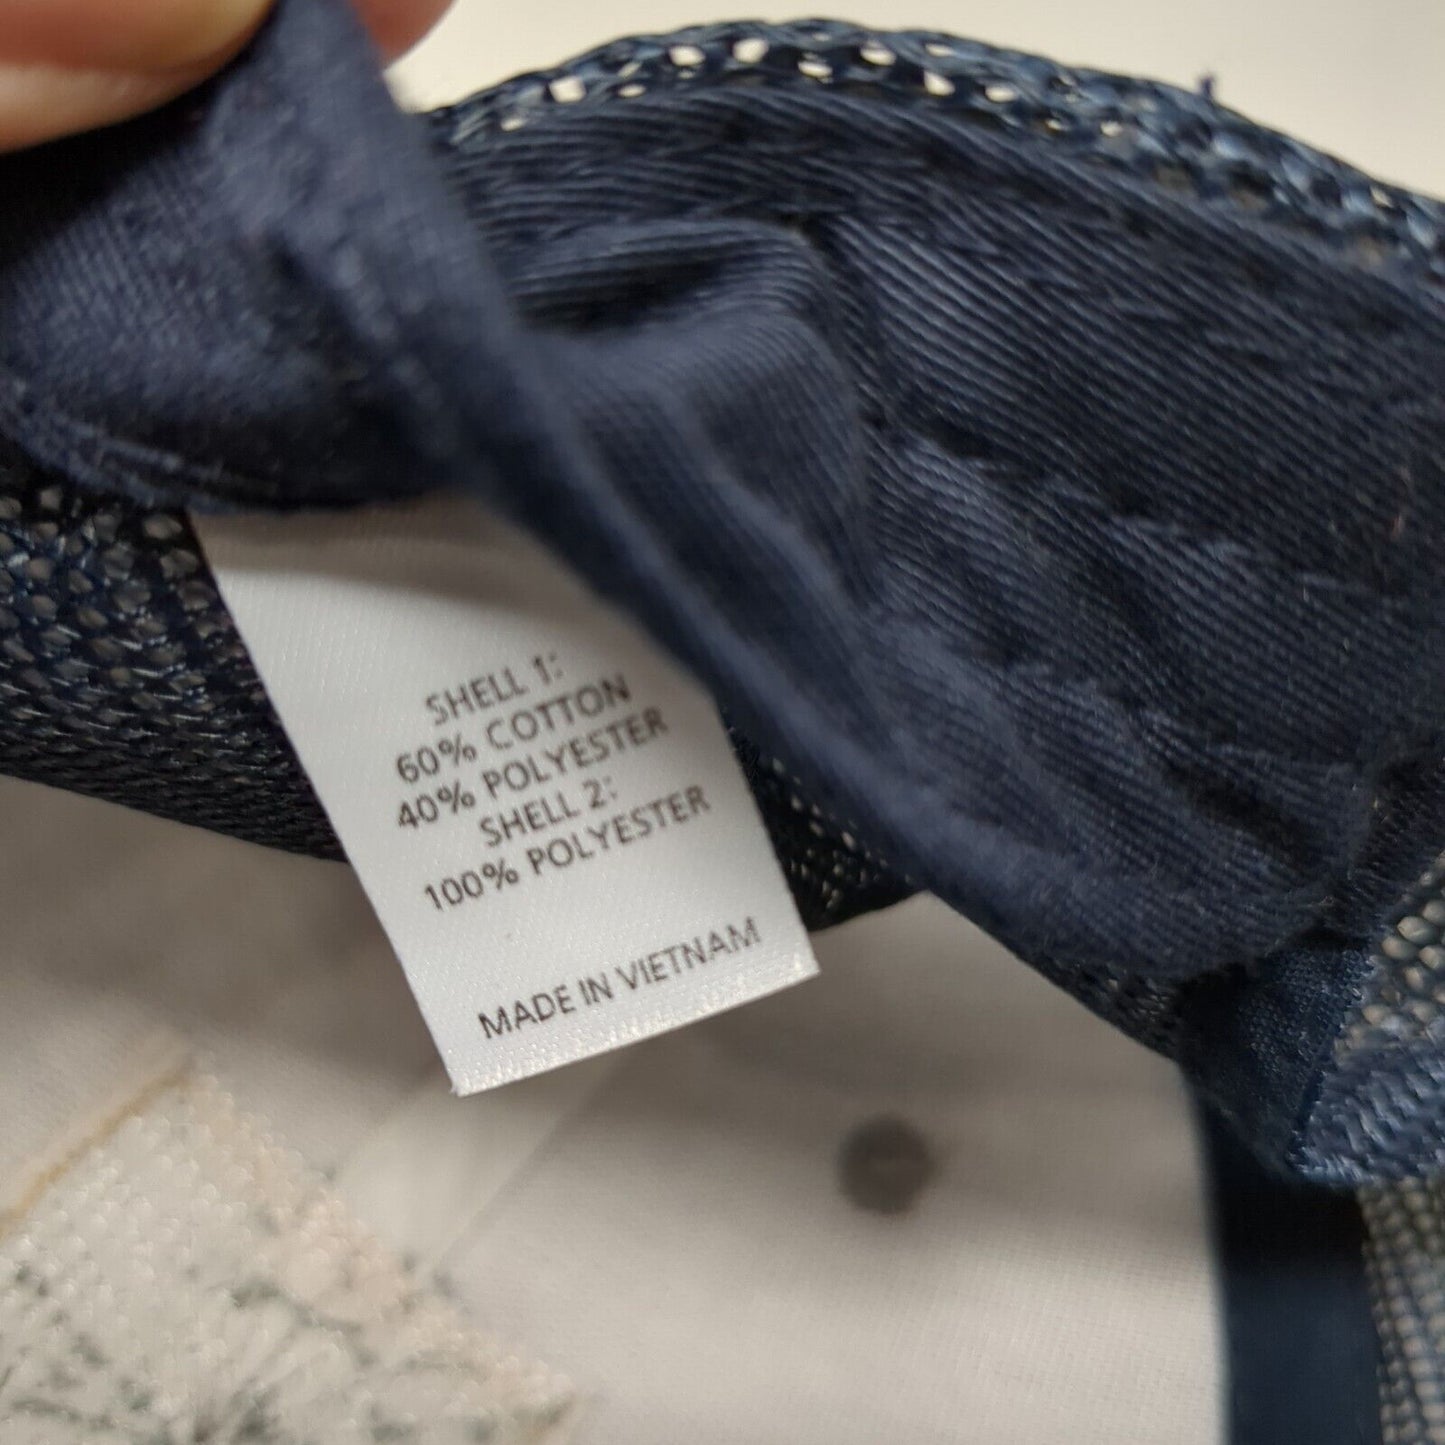 SHELL 1:
60% COTTON
40% POLYESTER
SHELL 2:
100% POLYESTER
MADE IN VIETNAM